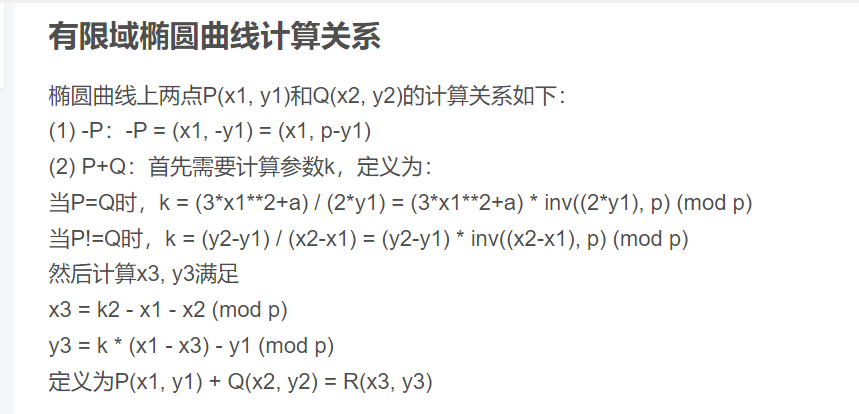 有限域椭圆曲线计算关系
椭圆曲线上两点P(x1, y1)和Q(x2, y2)的计算关系如下：
(1) -P：-P = (x1, -y1) = (x1, p-y1)
(2) P+Q：首先需要计算参数k，定义为：
当P=Q时，k = (3*x1**2+a) / (2*y1) = (3*x1**2+a) * inv((2*y1), p) (mod p)
当P!=Q时，k = (y2-y1) / (x2-x1) = (y2-y1) * inv((x2-x1), p) (mod p)
然后计算x3, y3满足
x3 = k2 - x1 - x2 (mod p)
y3 = k * (x1 - x3) - y1 (mod p)
定义为P(x1, y1) + Q(x2, y2) = R(x3, y3)